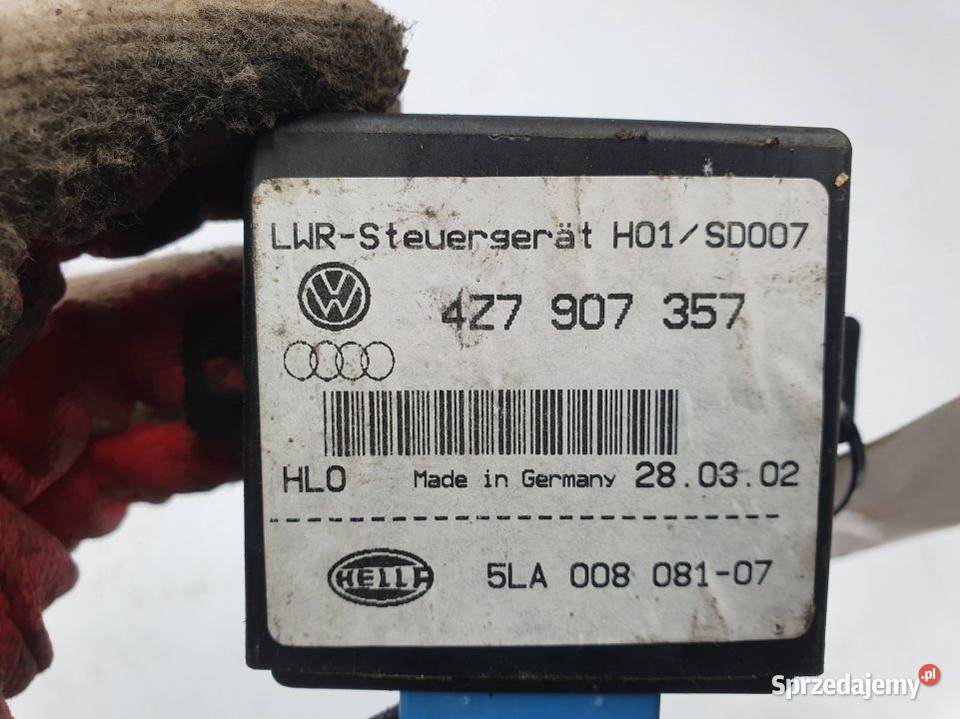 LWR-Steuergerät H01/SD007
VW
4Z7 907 357
HLO Made in Germany 28.03.02
HELLA
5LA 008 081-07
Sprzedajemy.pl